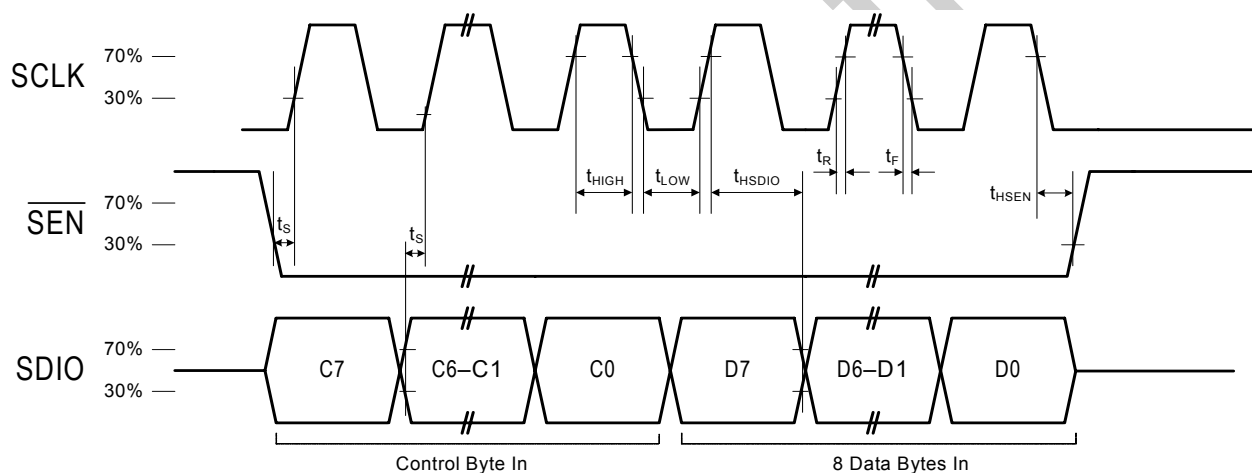 SCLK
70%
30%
tHIGH
tLOW
tHSDIO
tR
tF
tHSEN
SEN
70%
30%
tS
tS
SDIO
70%
30%
C7
C6–C1
C0
D7
D6–D1
D0
Control Byte In
8 Data Bytes In